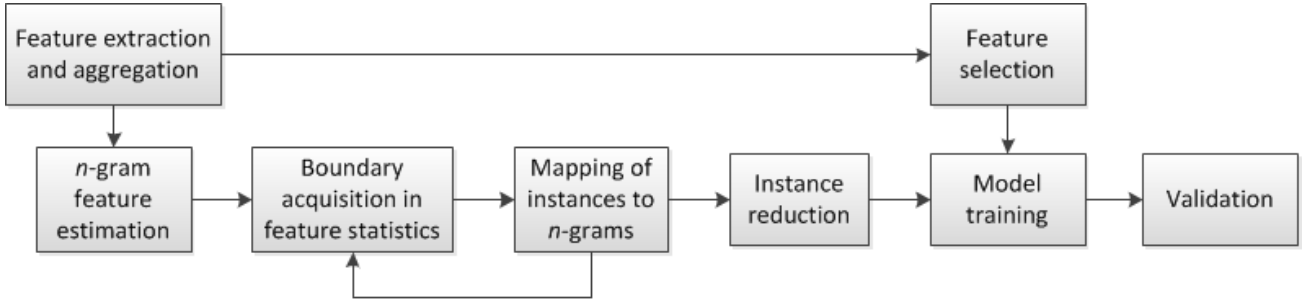 Feature extraction
and aggregation
Feature
selection
n-gram
feature
estimation
Boundary
acquisition in
feature statistics
Mapping of
instances to
n-grams
Instance
reduction
Model
training
Validation